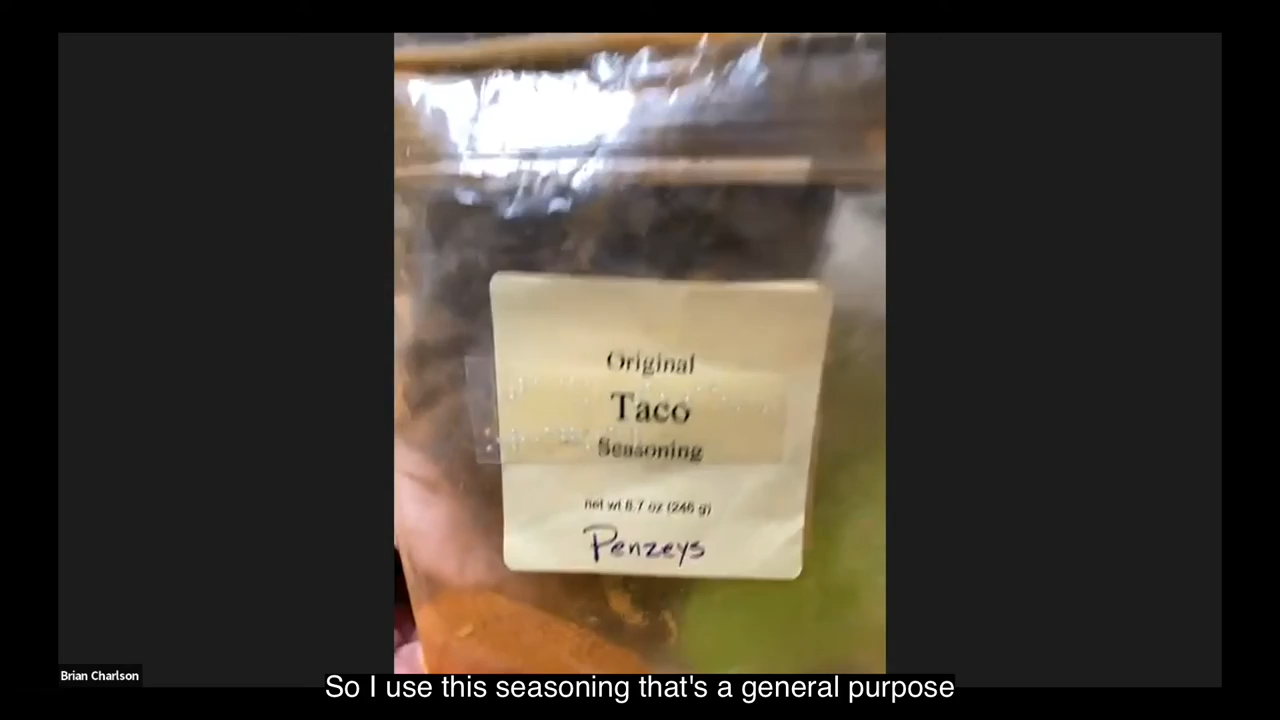 Original
Taco
Seasoning
net wt 8.7 oz (246 g)
Penzeys
Brian Charlson
So I use this seasoning that's a general purpose